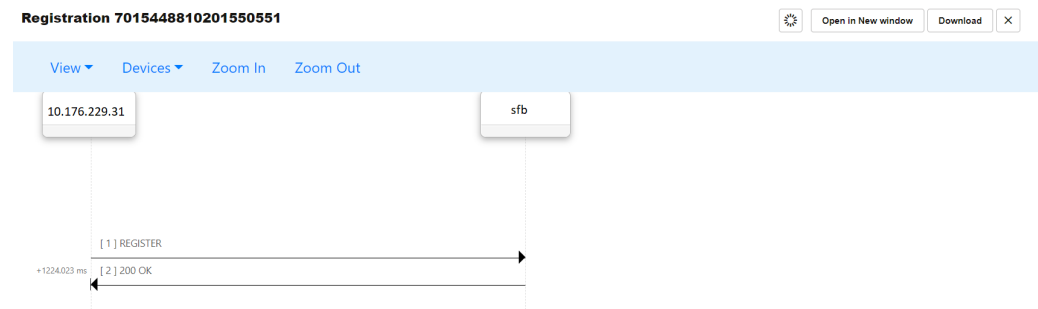 Registration 7015448810201550551
Open in New window
Download
View
Devices
Zoom In
Zoom Out
10.176.229.31
sfb
[ 1 ] REGISTER
+1224.023 ms
[ 2 ] 200 OK